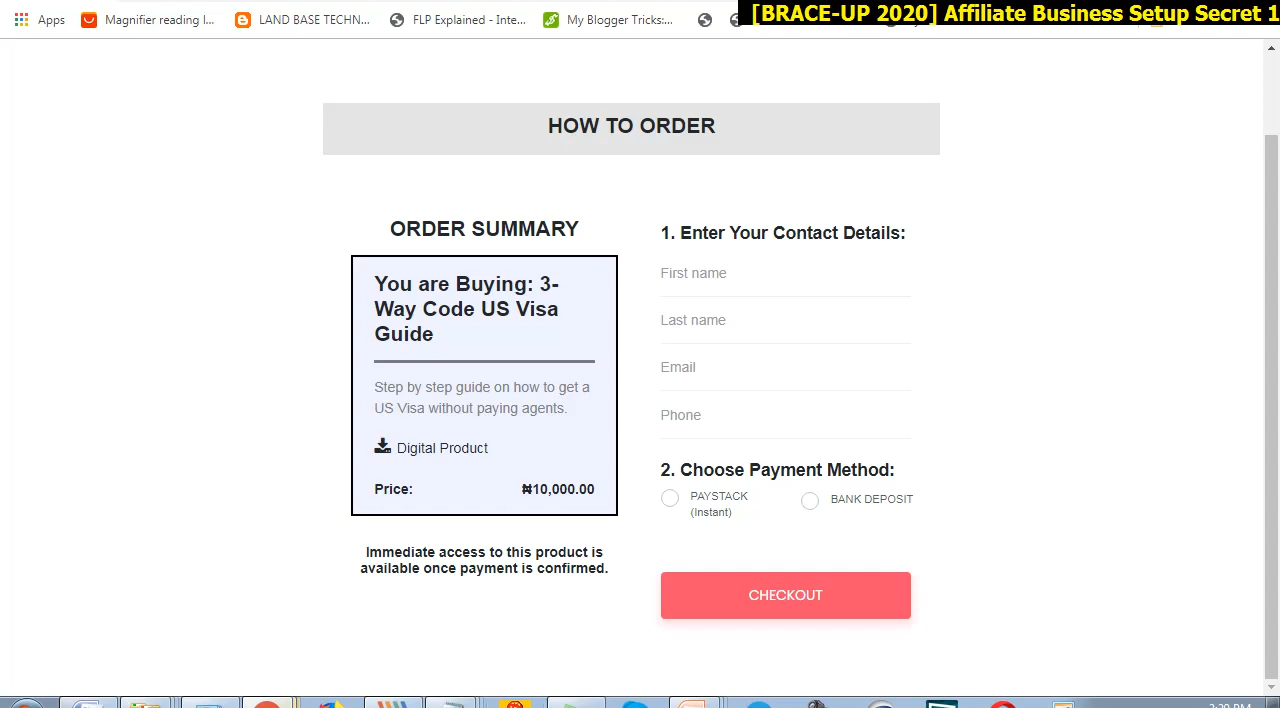 Apps
Magnifier reading l...
LAND BASE TECHN...
FLP Explained - Inte...
My Blogger Tricks:...
[BRACE-UP 2020] Affiliate Business Setup Secret 1
HOW TO ORDER
ORDER SUMMARY
You are Buying: 3-
Way Code US Visa
Guide
Step by step guide on how to get a
US Visa without paying agents.
Digital Product
Price: ₦10,000.00
Immediate access to this product is
available once payment is confirmed.
1. Enter Your Contact Details:
First name
Last name
Email
Phone
2. Choose Payment Method:
PAYSTACK
(Instant)
BANK DEPOSIT
CHECKOUT